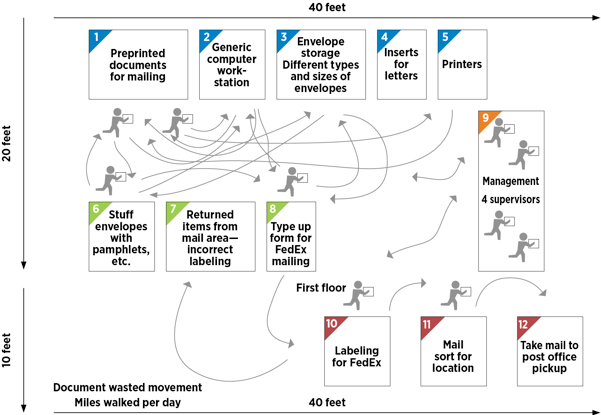 40 feet
20 feet
1
Preprinted
documents
for mailing
2
Generic
computer
work-
station
3
Envelope
storage
Different types
and sizes of
envelopes
4
Inserts
for
letters
5
Printers
9
Management
4 supervisors
6
Stuff
envelopes
with
pamphlets,
etc.
7
Returned
items from
mail area—
incorrect
labeling
8
Type up
form for
FedEx
mailing
10 feet
First floor
10
Labeling
for FedEx
11
Mail
sort for
location
12
Take mail to
post office
pickup
Document wasted movement
Miles walked per day
40 feet